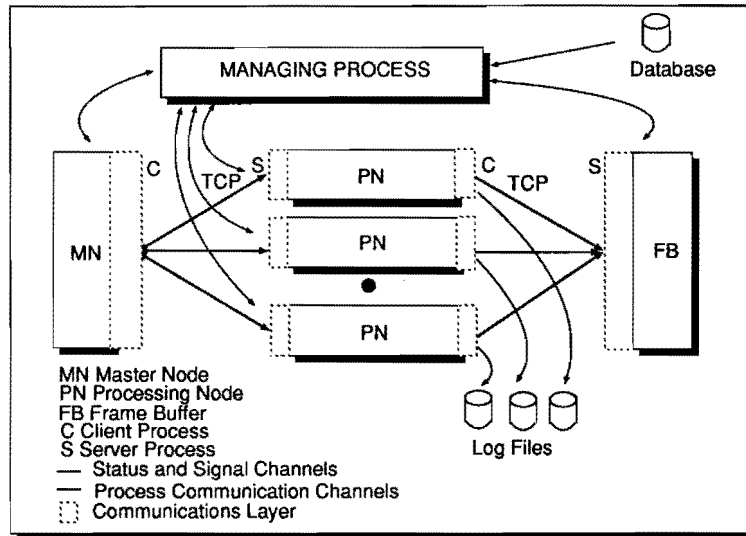 MANAGING PROCESS
Database
C
S
C
S
TCP
TCP
PN
MN
PN
FB
PN
MN Master Node
PN Processing Node
FB Frame Buffer
C Client Process
S Server Process
Status and Signal Channels
Process Communication Channels
Communications Layer
Log Files